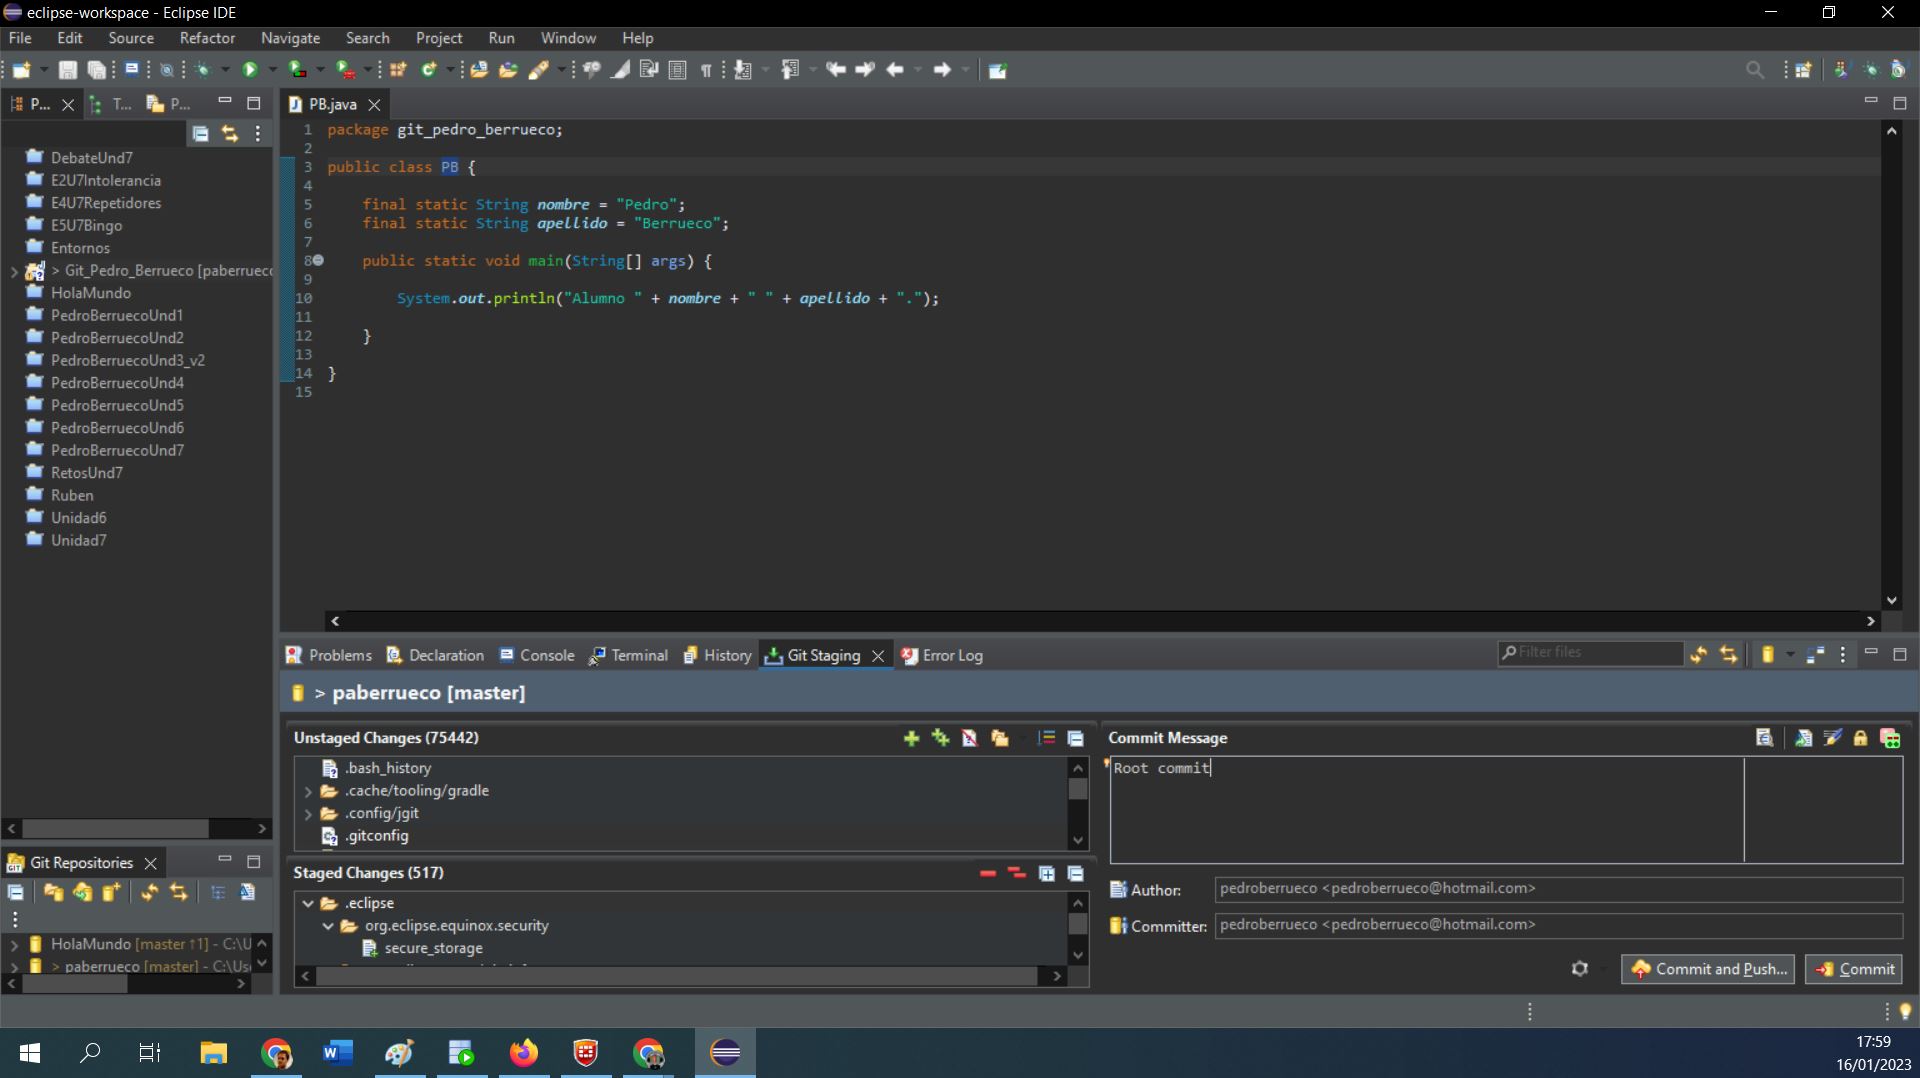 eclipse-workspace - Eclipse IDE
File Edit Source Refactor Navigate Search Project Run Window Help
P... T... P...
DebateUnd7
E2U7Intolerancia
E4U7Repetidores
E5U7Bingo
Entornos
> Git_Pedro_Berrueco [paberrueco
HolaMundo
PedroBerruecoUnd1
PedroBerruecoUnd2
PedroBerruecoUnd3_v2
PedroBerruecoUnd4
PedroBerruecoUnd5
PedroBerruecoUnd6
PedroBerruecoUnd7
RetosUnd7
Ruben
Unidad6
Unidad7
PB.java
1 package git_pedro_berrueco;
2
3 public class PB {
4
5 final static String nombre = "Pedro";
6 final static String apellido = "Berrueco";
7
8 public static void main(String[] args) {
9
10 System.out.println("Alumno " + nombre + " " + apellido + ".");
11
12 }
13
14 }
15
Problems Declaration Console Terminal History Git Staging Error Log
Filter files
> paberrueco [master]
Unstaged Changes (75442)
.bash_history
.cache/tooling/gradle
.config/jgit
.gitconfig
Staged Changes (517)
.eclipse
org.eclipse.equinox.security
secure_storage
Commit Message
Root commit
Author: pedroberrueco <pedroberrueco@hotmail.com>
Committer: pedroberrueco <pedroberrueco@hotmail.com>
Commit and Push... Commit
Git Repositories
HolaMundo [master ↑1] - C:\U
> paberrueco [master] - C:\Us
17:59
16/01/2023